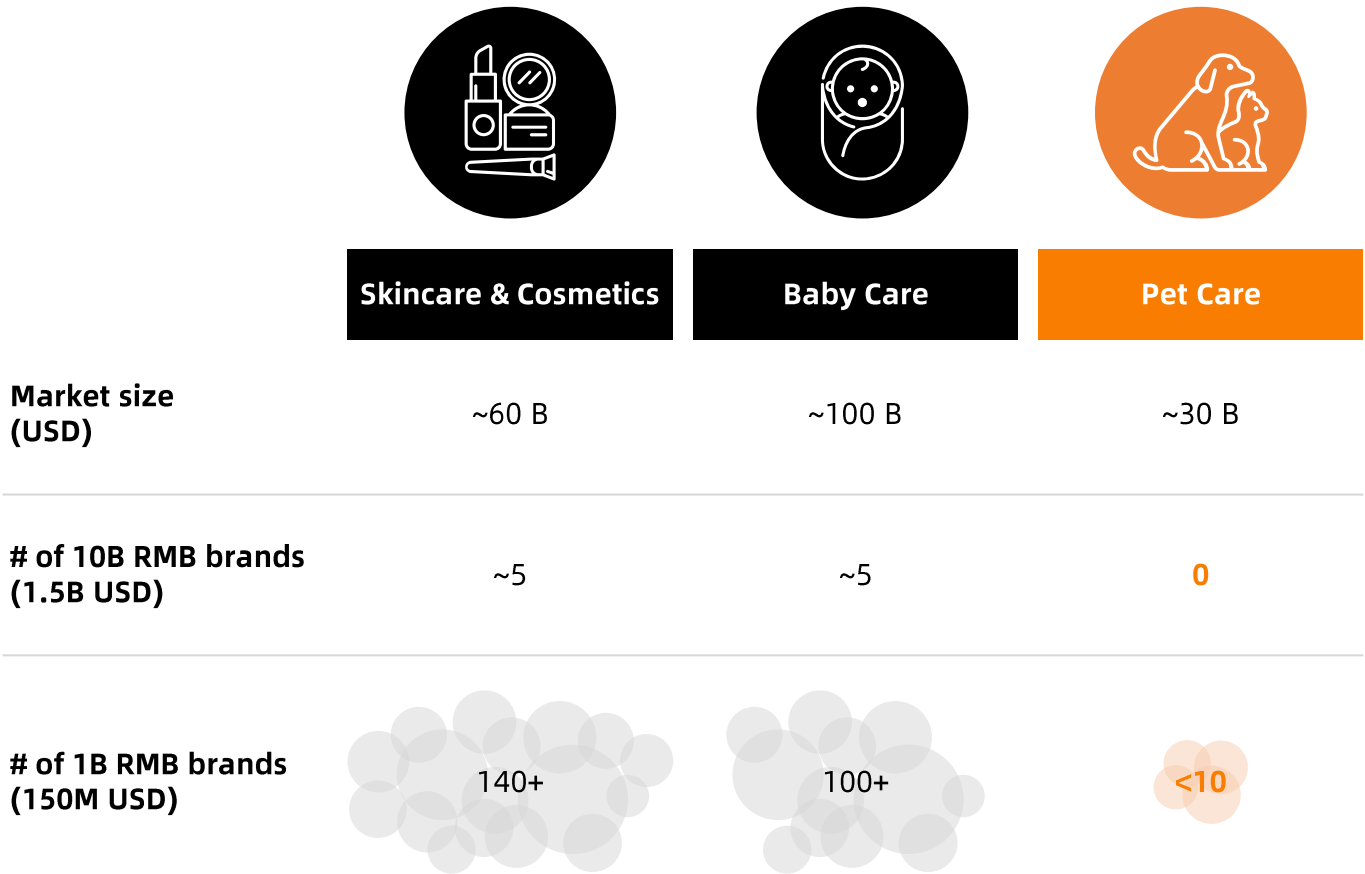 Skincare & Cosmetics
Baby Care
Pet Care
Market size
(USD)
~60 B
~100 B
~30 B
# of 10B RMB brands
(1.5B USD)
~5
~5
0
# of 1B RMB brands
(150M USD)
140+
100+
<10